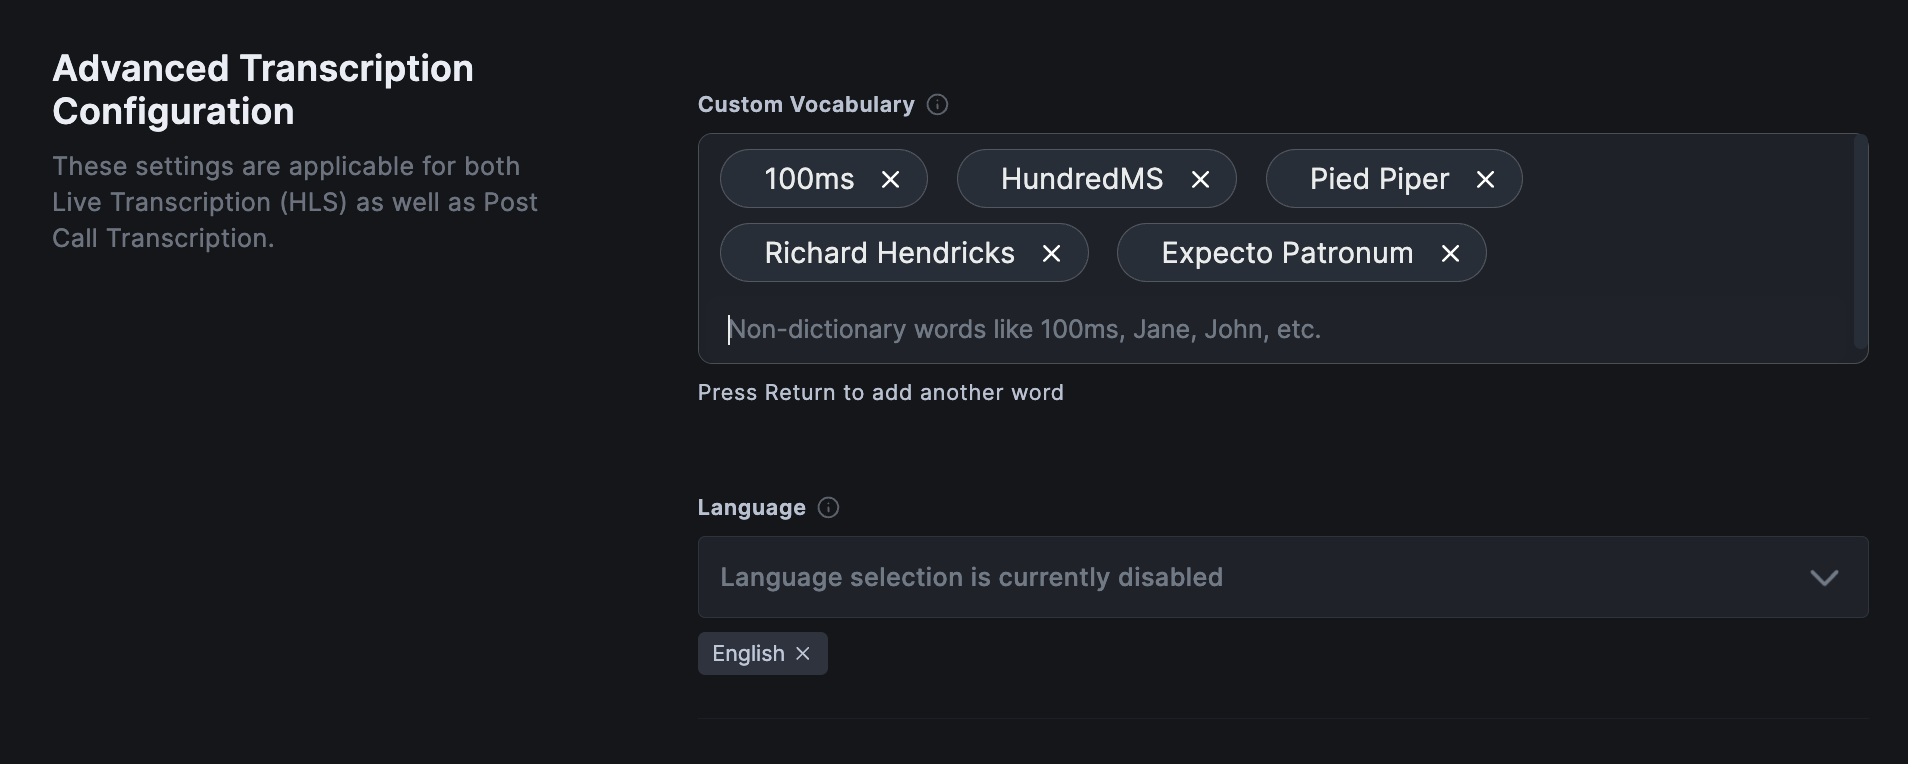 Advanced Transcription
Configuration
These settings are applicable for both
Live Transcription (HLS) as well as Post
Call Transcription.
Custom Vocabulary
100ms HundredMS Pied Piper
Richard Hendricks Expecto Patronum
Non-dictionary words like 100ms, Jane, John, etc.
Press Return to add another word
Language
Language selection is currently disabled
English